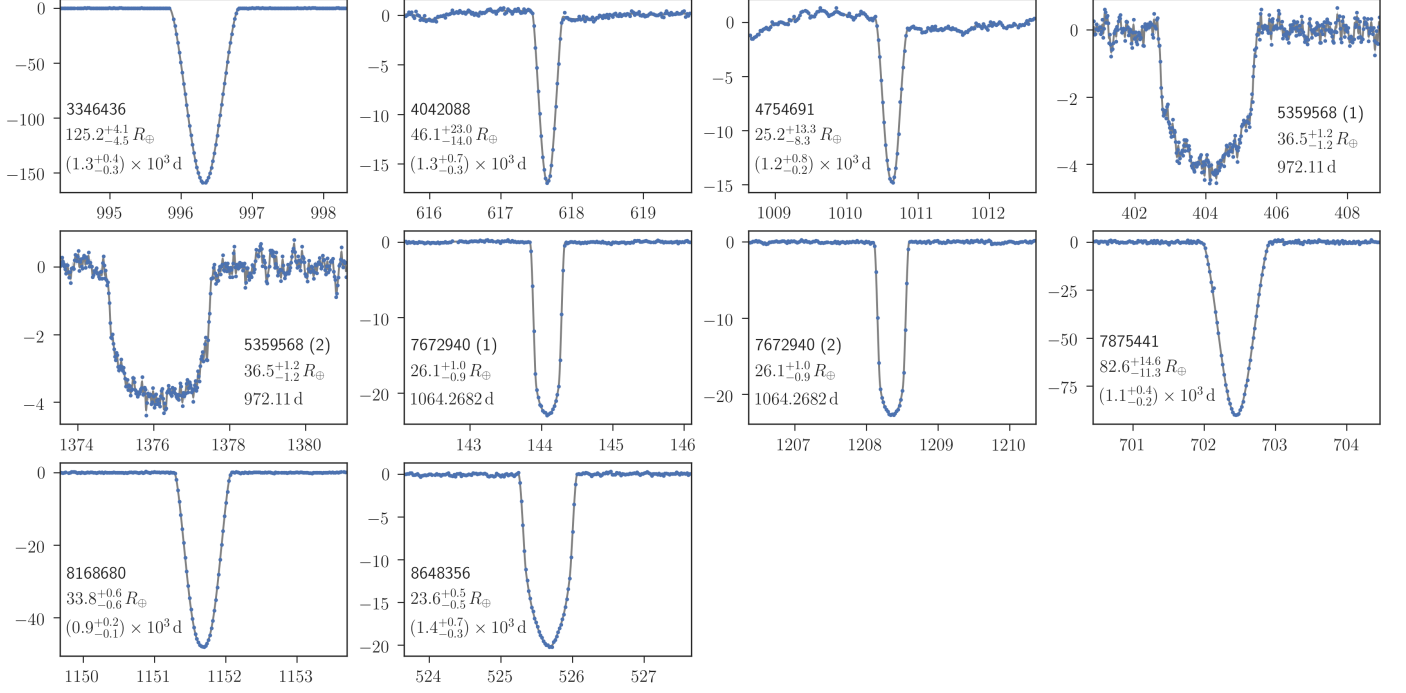 0
−50
−100
−150
3346436
125.2 +4.1 −4.5 R⊕
(1.3 +0.4 −0.3) × 10³ d
995 996 997 998
0
−5
−10
−15
4042088
46.1 +23.0 −14.0 R⊕
(1.3 +0.7 −0.3) × 10³ d
616 617 618 619
0
−5
−10
−15
4754691
25.2 +13.3 −8.3 R⊕
(1.2 +0.8 −0.2) × 10³ d
1009 1010 1011 1012
0
−2
−4
5359568 (1)
36.5 +1.2 −1.2 R⊕
972.11 d
402 404 406 408
0
−2
−4
5359568 (2)
36.5 +1.2 −1.2 R⊕
972.11 d
1374 1376 1378 1380
0
−10
−20
7672940 (1)
26.1 +1.0 −0.9 R⊕
1064.2682 d
143 144 145 146
0
−10
−20
7672940 (2)
26.1 +1.0 −0.9 R⊕
1064.2682 d
1207 1208 1209 1210
0
−25
−50
−75
7875441
82.6 +14.6 −11.3 R⊕
(1.1 +0.4 −0.2) × 10³ d
701 702 703 704
0
−20
−40
8168680
33.8 +0.6 −0.6 R⊕
(0.9 +0.2 −0.1) × 10³ d
1150 1151 1152 1153
0
−5
−10
−15
−20
8648356
23.6 +0.5 −0.5 R⊕
(1.4 +0.7 −0.3) × 10³ d
524 525 526 527